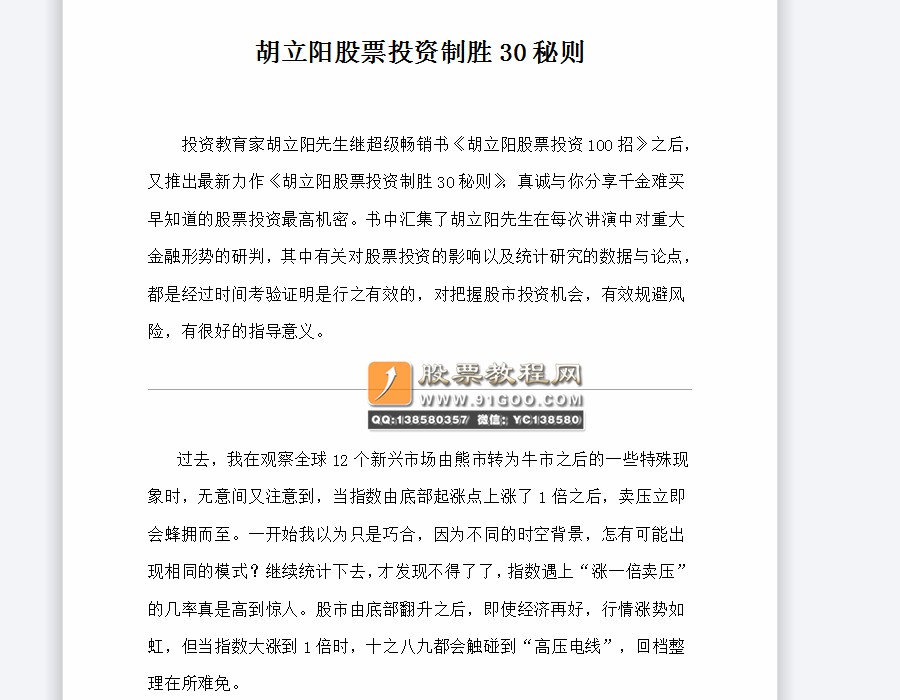 胡立阳股票投资制胜 30 秘则
投资教育家胡立阳先生继超级畅销书《胡立阳股票投资 100 招》之后，
又推出最新力作《胡立阳股票投资制胜 30 秘则》，真诚与你分享千金难买
早知道的股票投资最高机密。书中汇集了胡立阳先生在每次讲演中对重大
金融形势的研判，其中有关对股票投资的影响以及统计研究的数据与论点，
都是经过时间考验证明是行之有效的，对把握股市投资机会，有效规避风
险，有很好的指导意义。
股票教程网
WWW.91GOO.COM
QQ:138580357 微信：YC138580
过去，我在观察全球 12 个新兴市场由熊市转为牛市之后的一些特殊现
象时，无意间又注意到，当指数由底部起涨点上涨了 1 倍之后，卖压立即
会蜂拥而至。一开始我以为只是巧合，因为不同的时空背景，怎有可能出
现相同的模式？继续统计下去，才发现不得了了，指数遇上“涨一倍卖压”
的几率真是高到惊人。股市由底部翻升之后，即使经济再好，行情涨势如
虹，但当指数大涨到 1 倍时，十之八九都会触碰到“高压电线”，回档整
理在所难免。